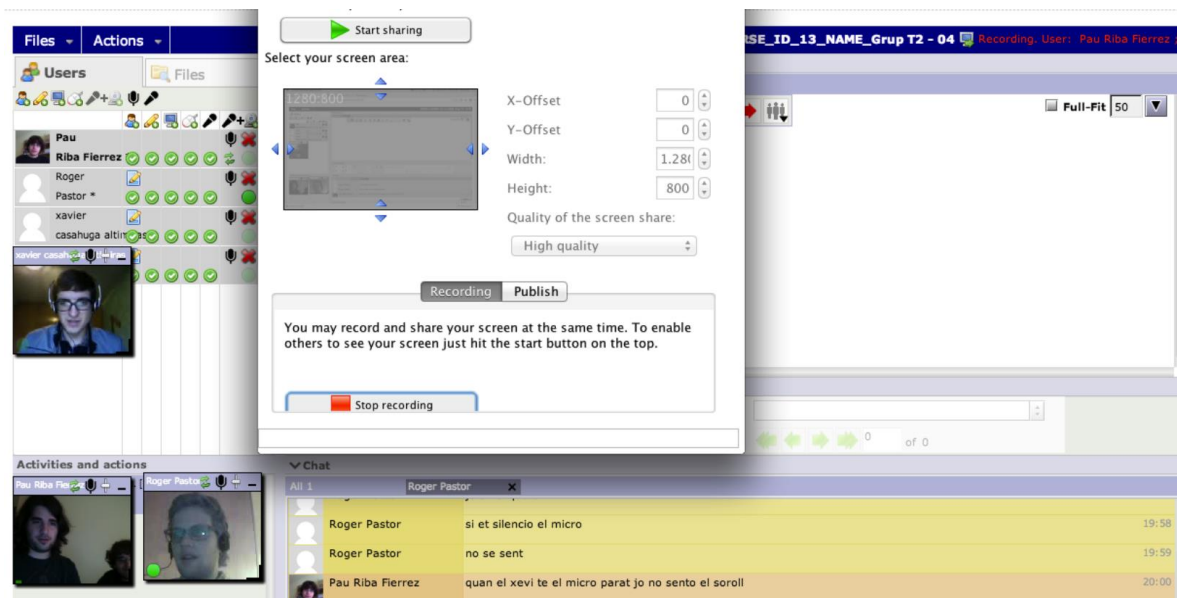 Start sharing
Files Actions
RSE_ID_13_NAME_Grup T2 - 04 Recording. User: Pau Riba Fierrez
Select your screen area:
Users Files
1280:800
X-Offset 0
Y-Offset 0
Width: 1.280
Height: 800
Quality of the screen share:
High quality
Full-Fit 50
Pau
Riba Fierrez
Roger
Pastor *
xavier
casahuga
xavier
Recording Publish
You may record and share your screen at the same time. To enable
others to see your screen just hit the start button on the top.
Stop recording
0 of 0
Activities and actions
Pau Riba
Roger Pastor
Chat
All 1 Roger Pastor x
Roger Pastor si et silencio el micro 19:58
Roger Pastor no se sent 19:59
Pau Riba Fierrez quan el xevi te el micro parat jo no sento el soroll 20:00